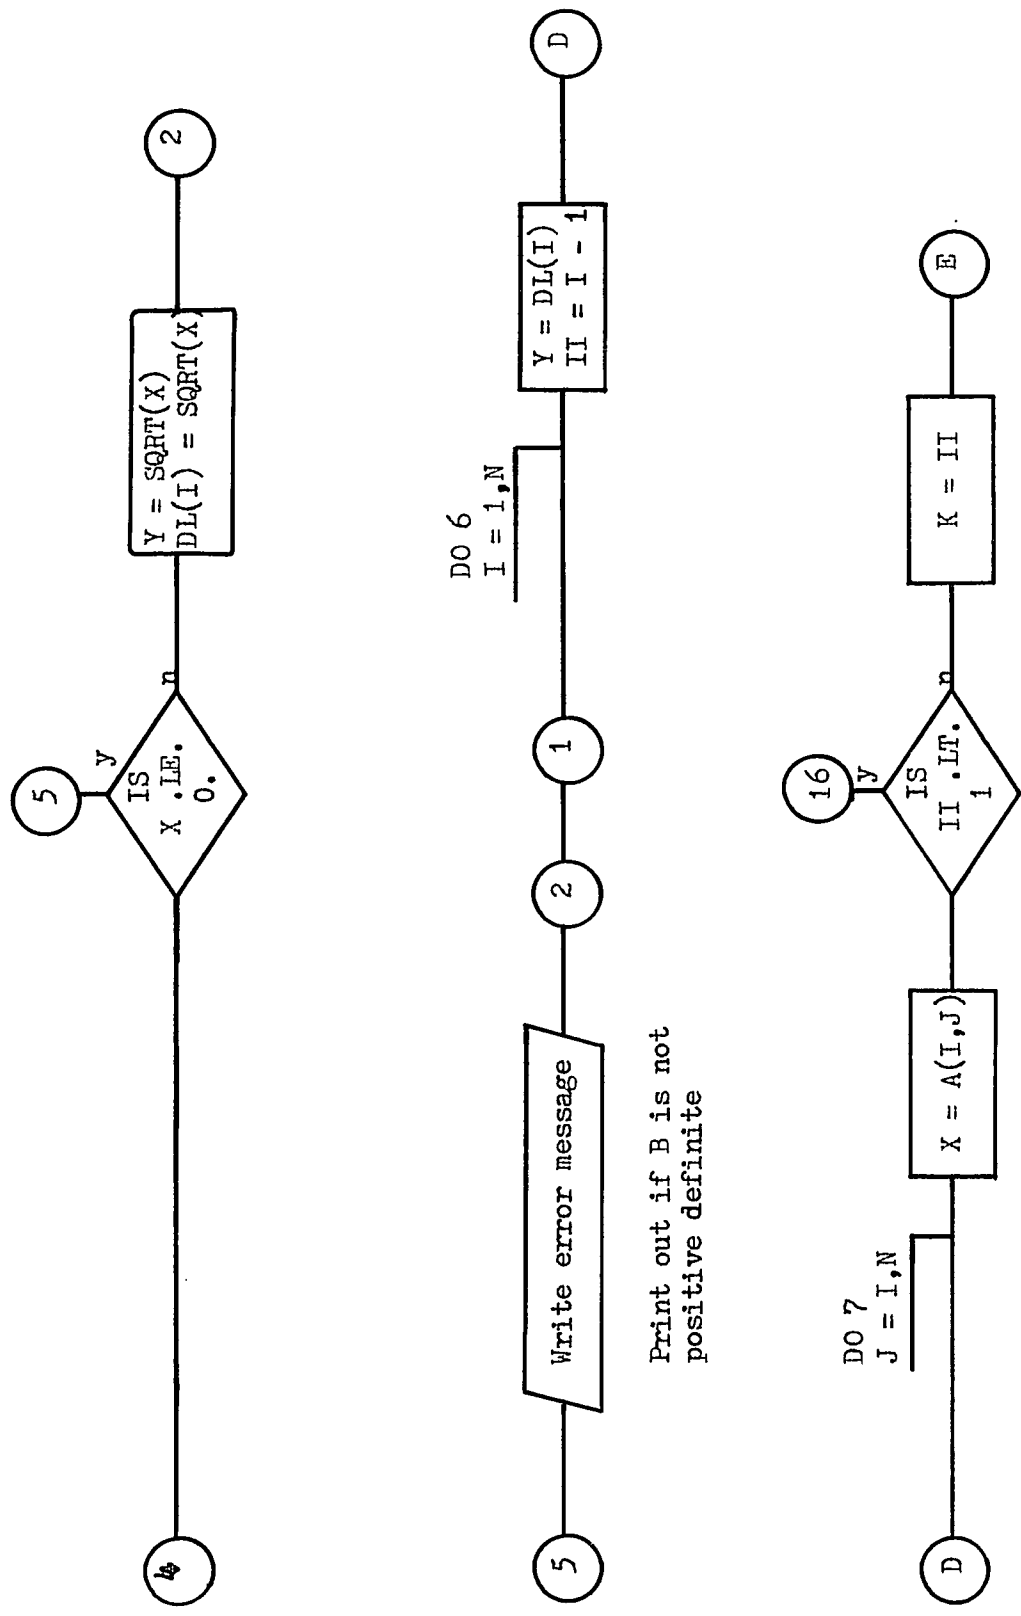 4
5
y
IS
X .LE.
0.
n
Y = SQRT(X)
DL(I) = SQRT(X)
2
5
Write error message
Print out if B is not
positive definite
2
1
DO 6
I = 1,N
Y = DL(I)
II = I - 1
D
D
DO 7
J = I,N
X = A(I,J)
16
y
IS
II .LT.
1
n
K = II
E